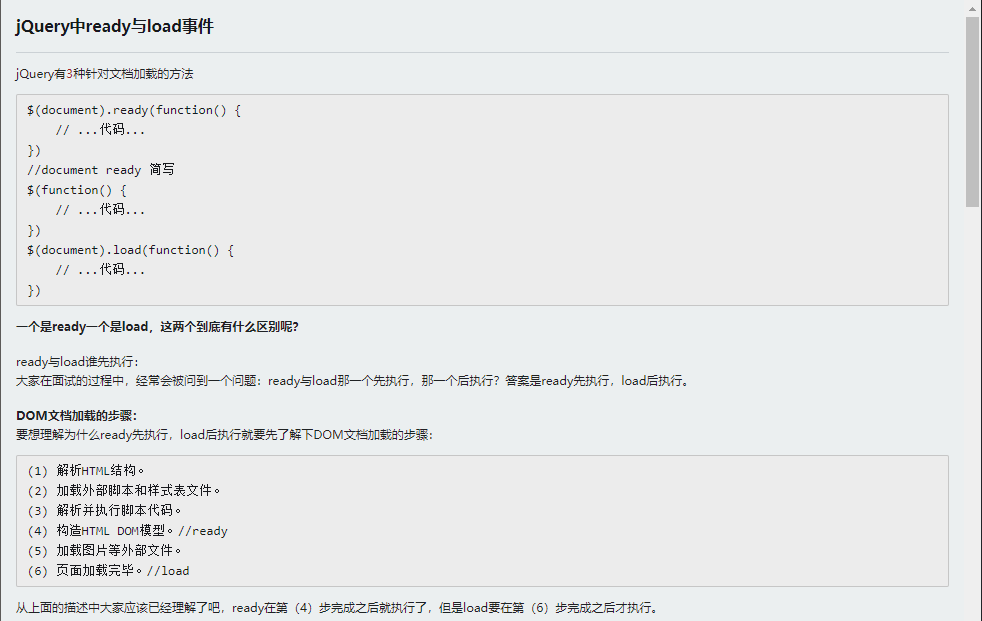 jQuery中ready与load事件
jQuery有3种针对文档加载的方法
$(document).ready(function() {
    // ...代码...
})
//document ready 简写
$(function() {
    // ...代码...
})
$(document).load(function() {
    // ...代码...
})
一个是ready一个是load，这两个到底有什么区别呢？
ready与load谁先执行：
大家在面试的过程中，经常会被问到一个问题：ready与load那一个先执行，那一个后执行？答案是ready先执行，load后执行。
DOM文档加载的步骤：
要想理解为什么ready先执行，load后执行就要先了解下DOM文档加载的步骤：
(1) 解析HTML结构。
(2) 加载外部脚本和样式表文件。
(3) 解析并执行脚本代码。
(4) 构造HTML DOM模型。//ready
(5) 加载图片等外部文件。
(6) 页面加载完毕。//load
从上面的描述中大家应该已经理解了吧，ready在第（4）步完成之后就执行了，但是load要在第（6）步完成之后才执行。